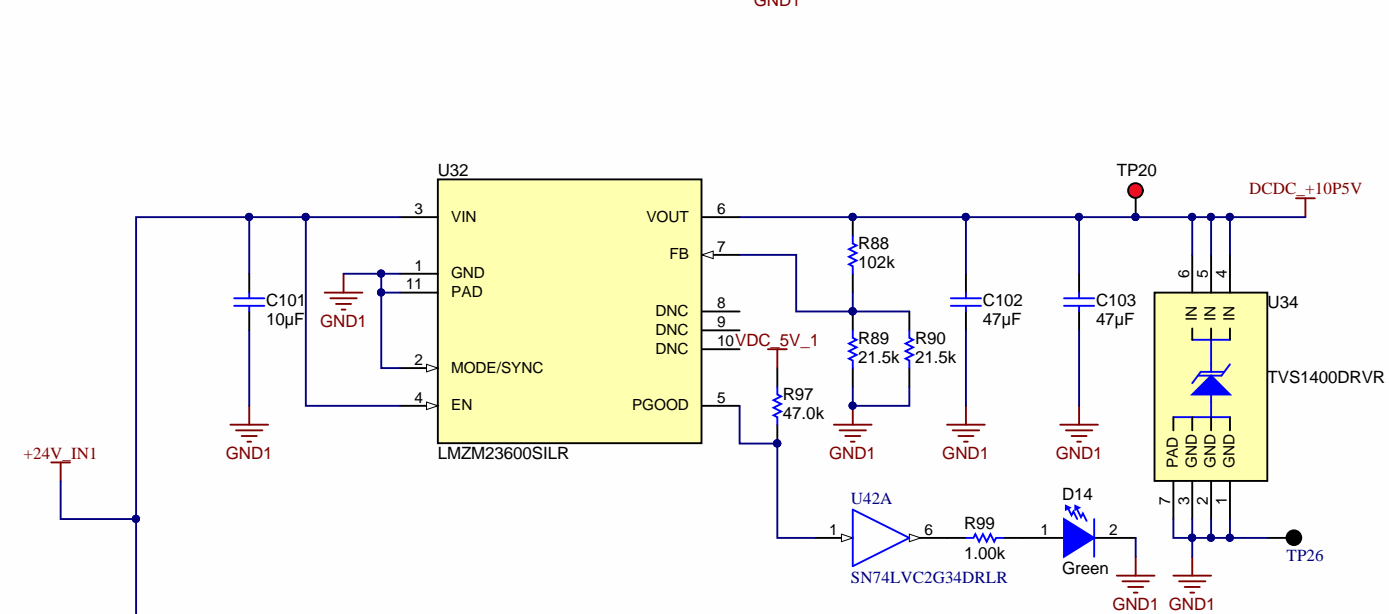 GND1
U32
TP20
DCDC_+10P5V
3
VIN
VOUT
6
FB
7
R88
102k
6
5
4
1
GND
11
PAD
GND1
C101
10µF
DNC
8
DNC
9
DNC
10
VDC_5V_1
C102
47µF
C103
47µF
U34
IN
IN
IN
R89
21.5k
R90
21.5k
2
MODE/SYNC
TVS1400DRVR
4
EN
PGOOD
5
R97
47.0k
GND1
LMZM23600SILR
GND1
GND1
GND1
PAD
GND
GND
GND
+24V_IN1
7
3
2
1
U42A
D14
1
6
R99
1.00k
1
2
Green
SN74LVC2G34DRLR
TP26
GND1
GND1